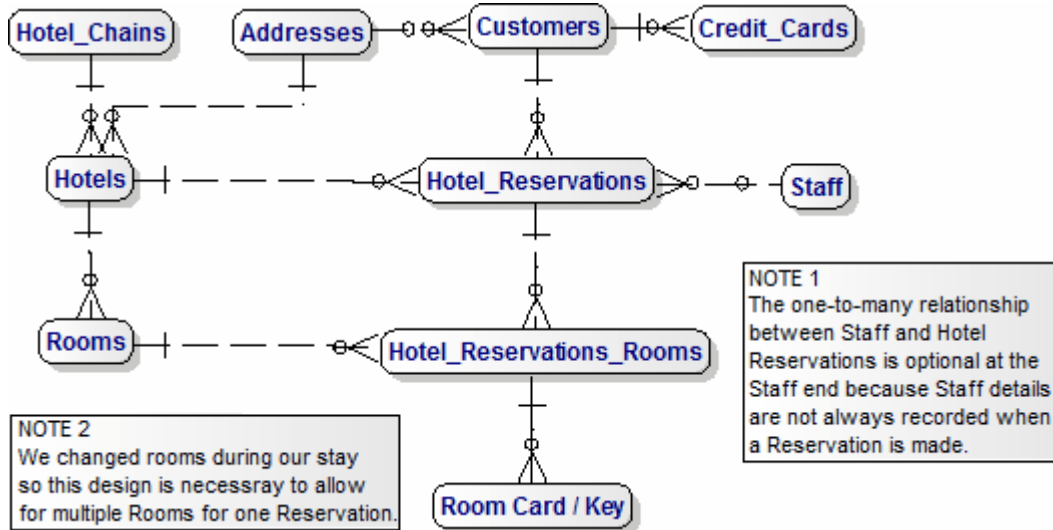 Hotel_Chains
Addresses
Customers
Credit_Cards
Hotels
Hotel_Reservations
Staff
Rooms
Hotel_Reservations_Rooms
Room Card / Key
NOTE 1
The one-to-many relationship
between Staff and Hotel
Reservations is optional at the
Staff end because Staff details
are not always recorded when
a Reservation is made.
NOTE 2
We changed rooms during our stay
so this design is necessray to allow
for multiple Rooms for one Reservation.